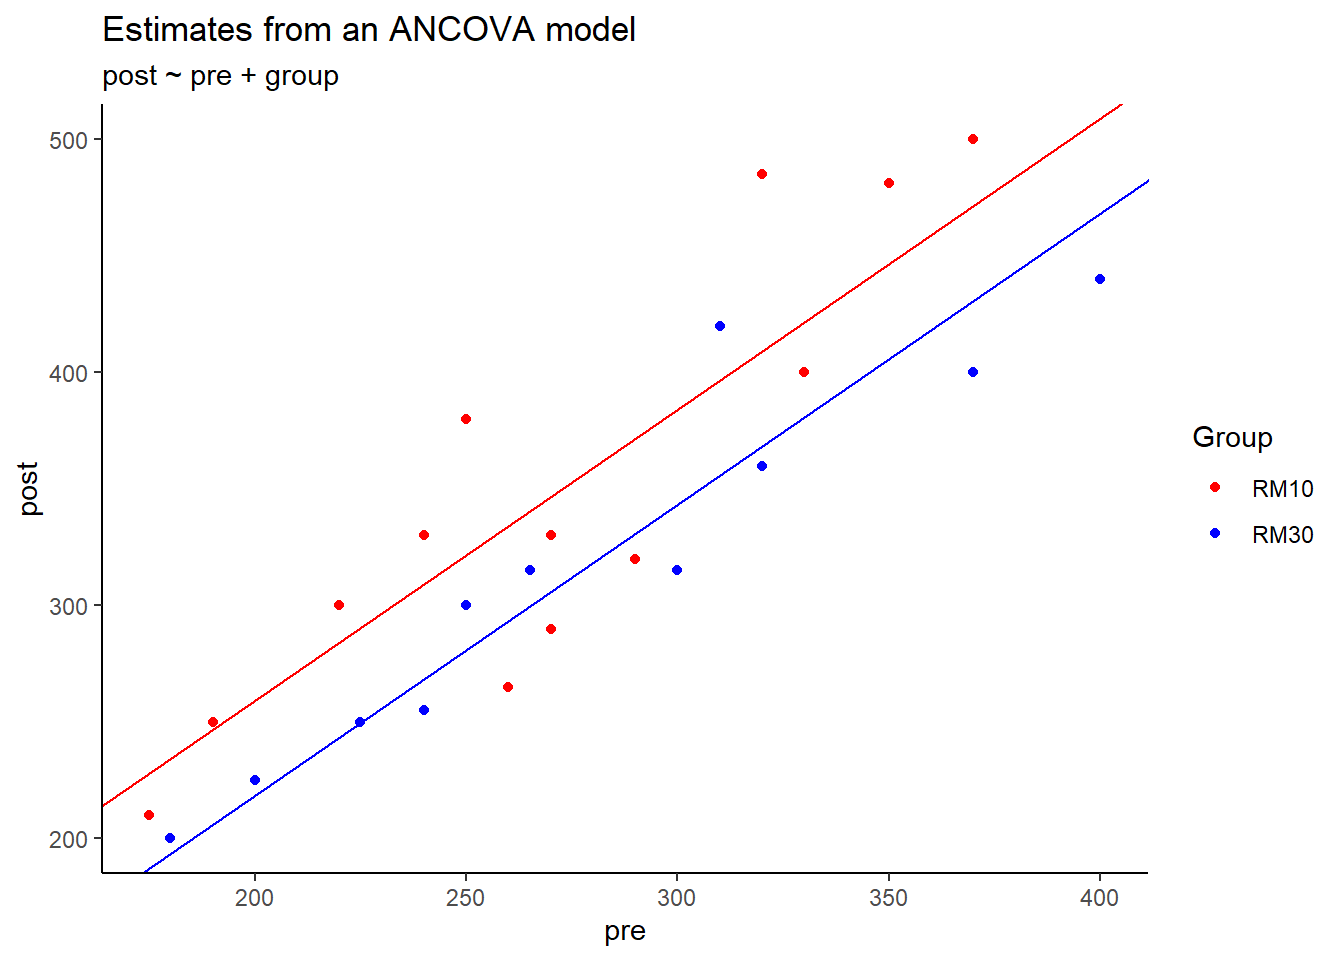 Estimates from an ANCOVA model
post ~ pre + group
500
400
300
200
post
200
250
300
350
400
pre
Group
RM10
RM30